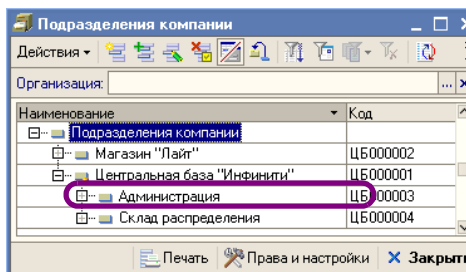 Подразделения компании
Действия
Организация:
Наименование Код
Подразделения компании
Магазин "Лайт" ЦБ000002
Центральная база "Инфинити" ЦБ000001
Администрация ЦБ000003
Склад распределения ЦБ000004
Печать Права и настройки Закрыть